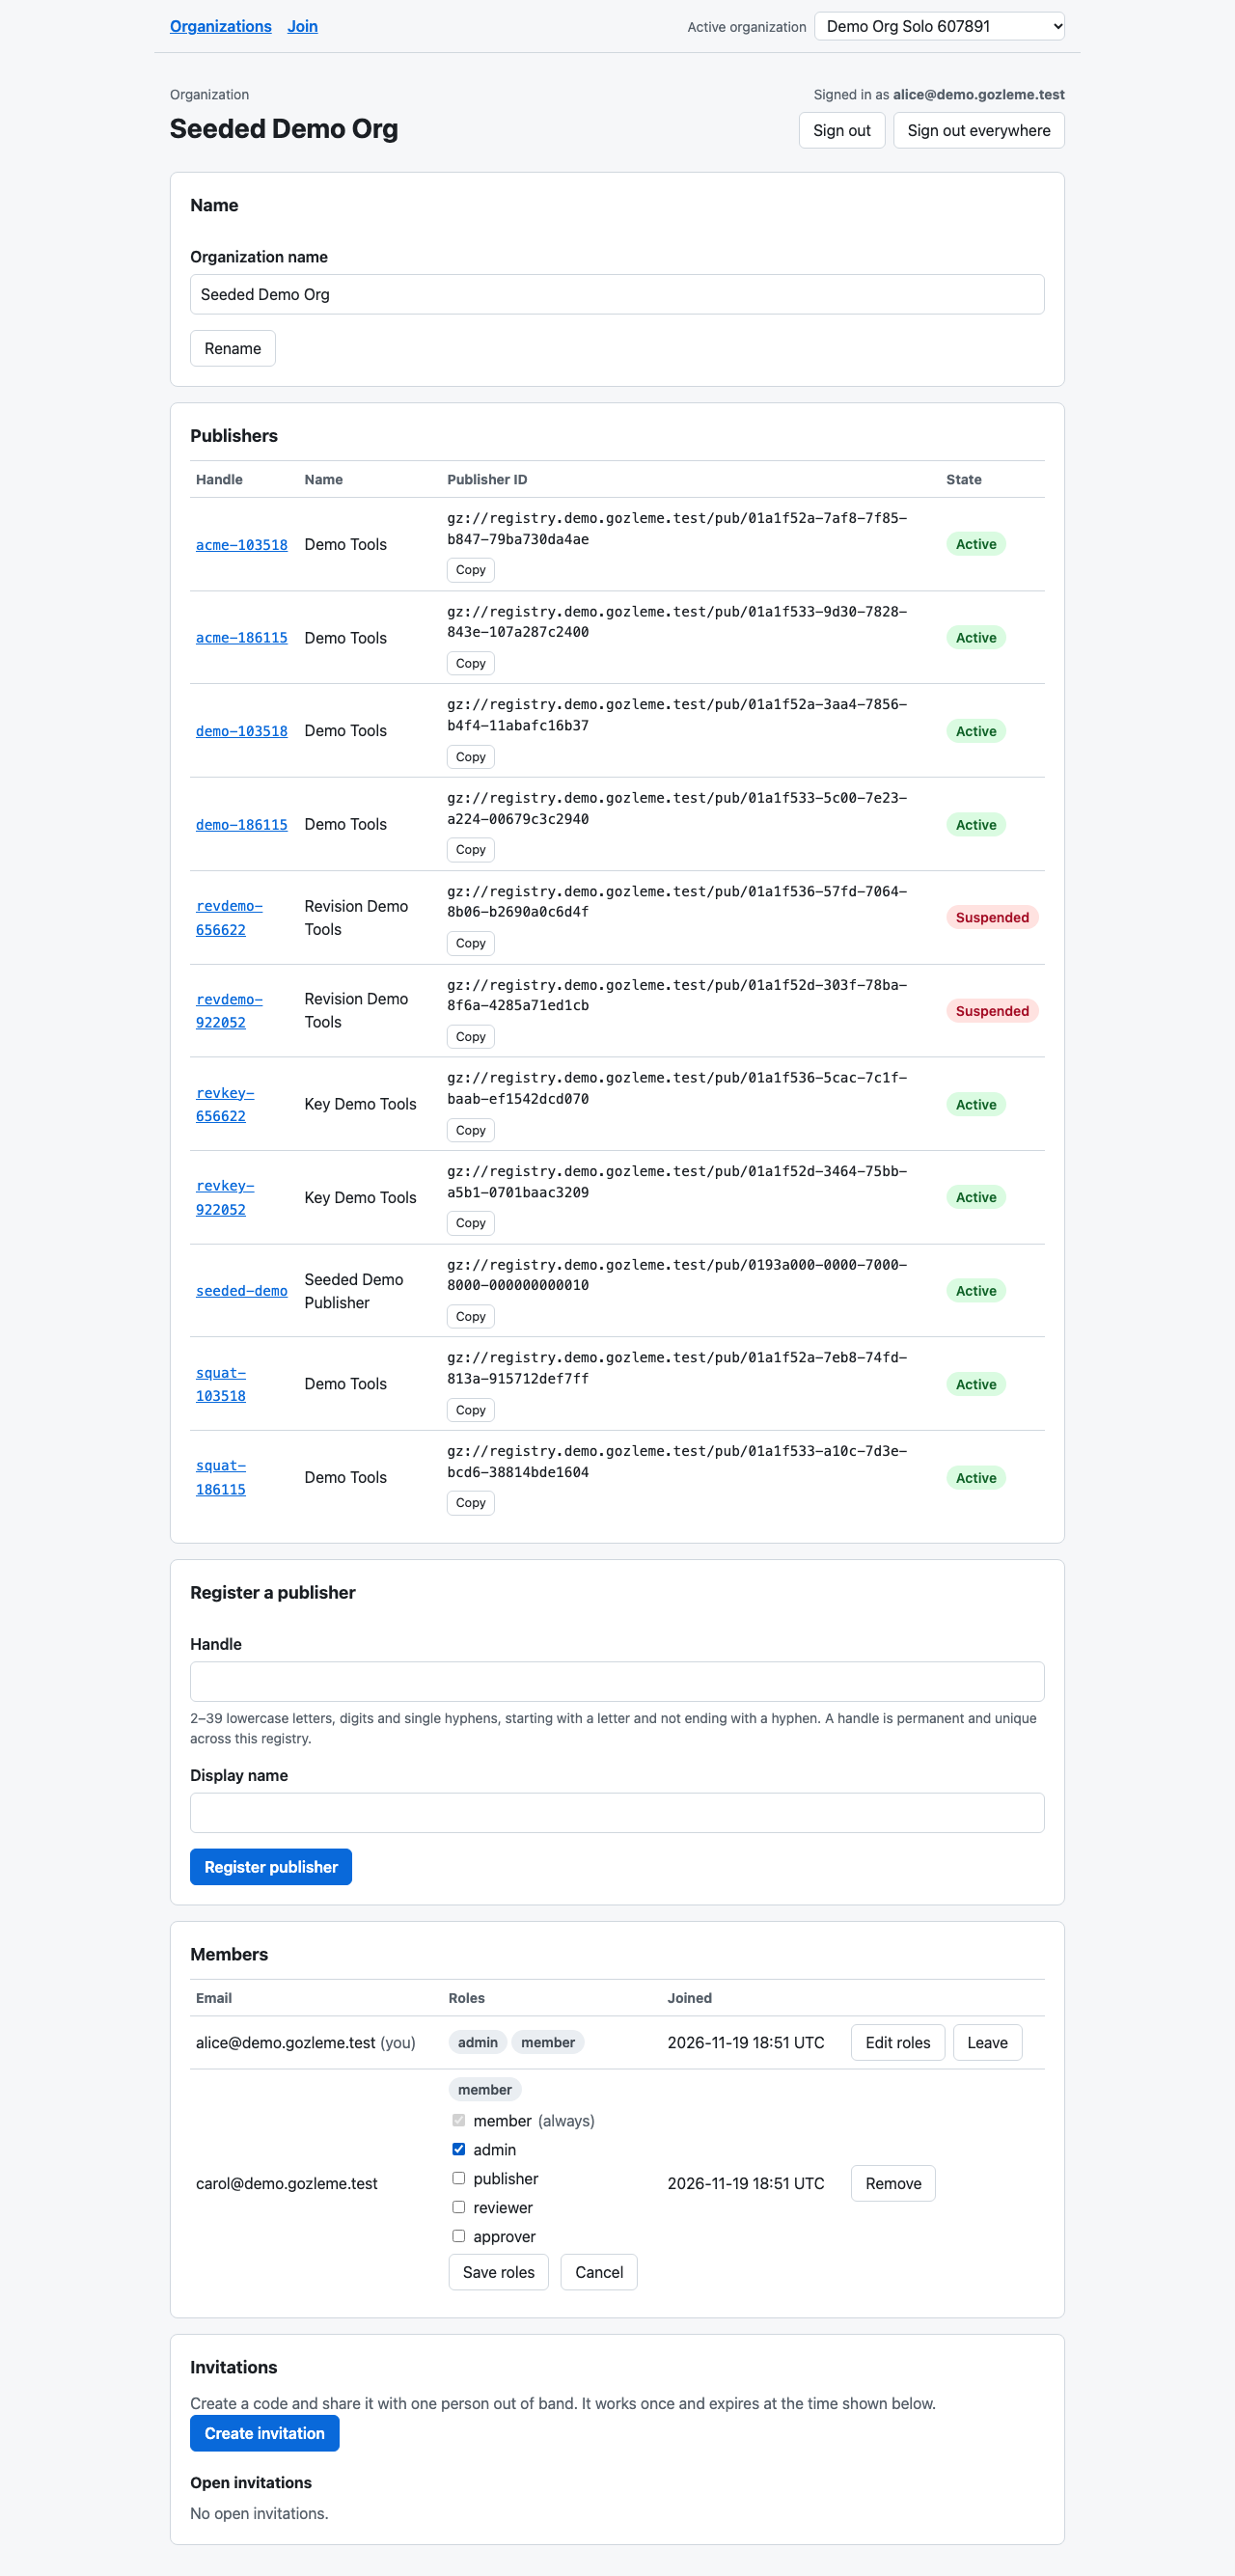 Organizations Join
Active organization Demo Org Solo 607891
Organization
Signed in as alice@demo.gozleme.test
Seeded Demo Org
Sign out Sign out everywhere
Name
Organization name
Seeded Demo Org
Rename
Publishers
Handle Name Publisher ID State
acme-103518 Demo Tools gz://registry.demo.gozleme.test/pub/01a1f52a-7af8-7f85-
b847-79ba730da4ae
Copy
Active
acme-186115 Demo Tools gz://registry.demo.gozleme.test/pub/01a1f533-9d30-7828-
843e-107a287c2400
Copy
Active
demo-103518 Demo Tools gz://registry.demo.gozleme.test/pub/01a1f52a-3aa4-7856-
b4f4-11abafc16b37
Copy
Active
demo-186115 Demo Tools gz://registry.demo.gozleme.test/pub/01a1f533-5c00-7e23-
a224-00679c3c2940
Copy
Active
revdemo-
656622
Revision Demo
Tools
gz://registry.demo.gozleme.test/pub/01a1f536-57fd-7064-
8b06-b2690a0c6d4f
Copy
Suspended
revdemo-
922052
Revision Demo
Tools
gz://registry.demo.gozleme.test/pub/01a1f52d-303f-78ba-
8f6a-4285a71ed1cb
Copy
Suspended
revkey-
656622
Key Demo Tools
gz://registry.demo.gozleme.test/pub/01a1f536-5cac-7c1f-
baab-ef1542dcd070
Copy
Active
revkey-
922052
Key Demo Tools
gz://registry.demo.gozleme.test/pub/01a1f52d-3464-75bb-
a5b1-0701baac3209
Copy
Active
seeded-demo
Seeded Demo
Publisher
gz://registry.demo.gozleme.test/pub/0193a000-0000-7000-
8000-000000000010
Copy
Active
squat-
103518
Demo Tools
gz://registry.demo.gozleme.test/pub/01a1f52a-7eb8-74fd-
813a-915712def7ff
Copy
Active
squat-
186115
Demo Tools
gz://registry.demo.gozleme.test/pub/01a1f533-a10c-7d3e-
bcd6-38814bde1604
Copy
Active
Register a publisher
Handle
2–39 lowercase letters, digits and single hyphens, starting with a letter and not ending with a hyphen. A handle is permanent and unique
across this registry.
Display name
Register publisher
Members
Email Roles Joined
alice@demo.gozleme.test (you) admin member 2026-11-19 18:51 UTC Edit roles Leave
carol@demo.gozleme.test
member
member (always)
admin
publisher
reviewer
approver
Save roles Cancel
2026-11-19 18:51 UTC Remove
Invitations
Create a code and share it with one person out of band. It works once and expires at the time shown below.
Create invitation
Open invitations
No open invitations.